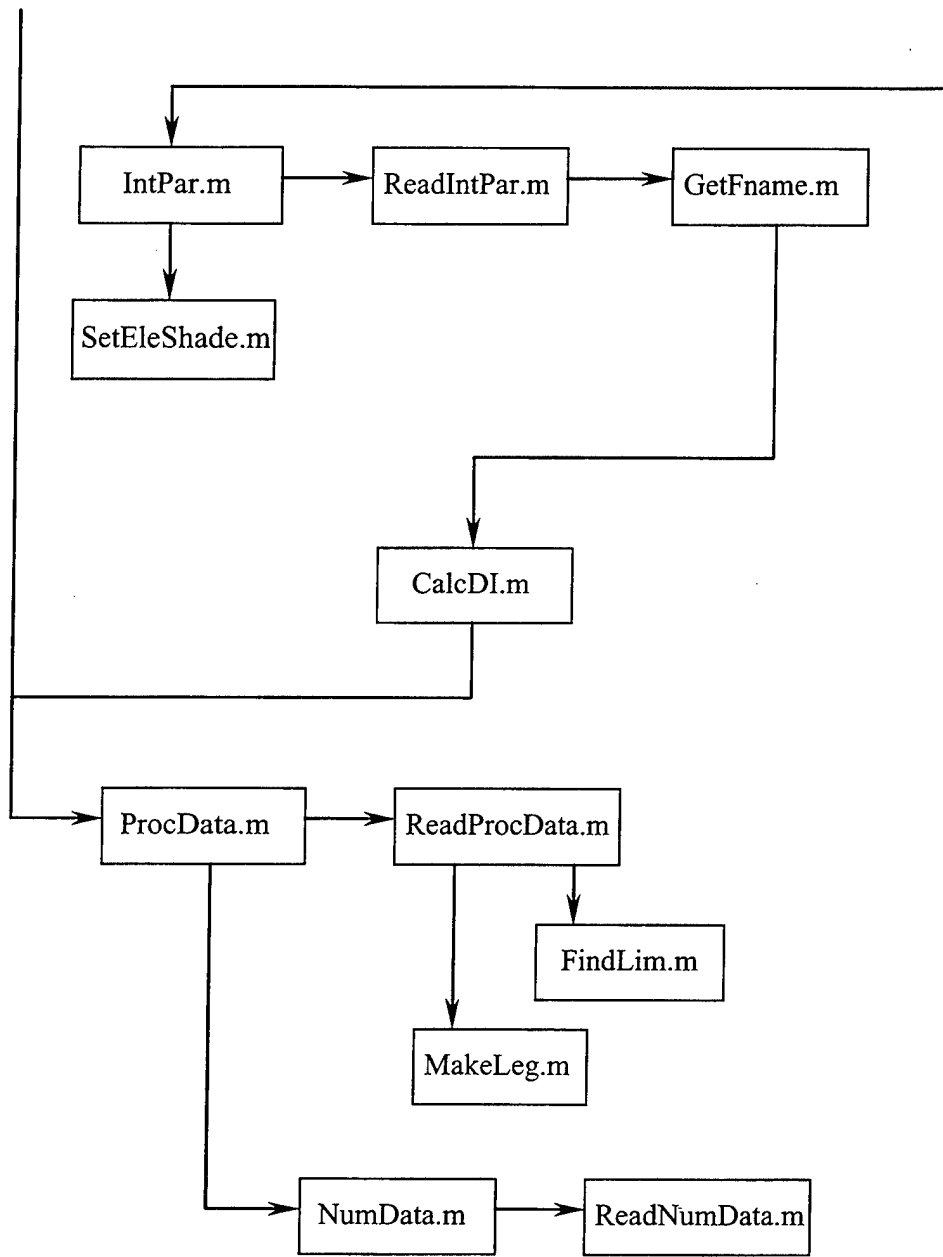 IntPar.m
ReadIntPar.m
GetFname.m
SetEleShade.m
CalcDI.m
ProcData.m
ReadProcData.m
FindLim.m
MakeLeg.m
NumData.m
ReadNumData.m